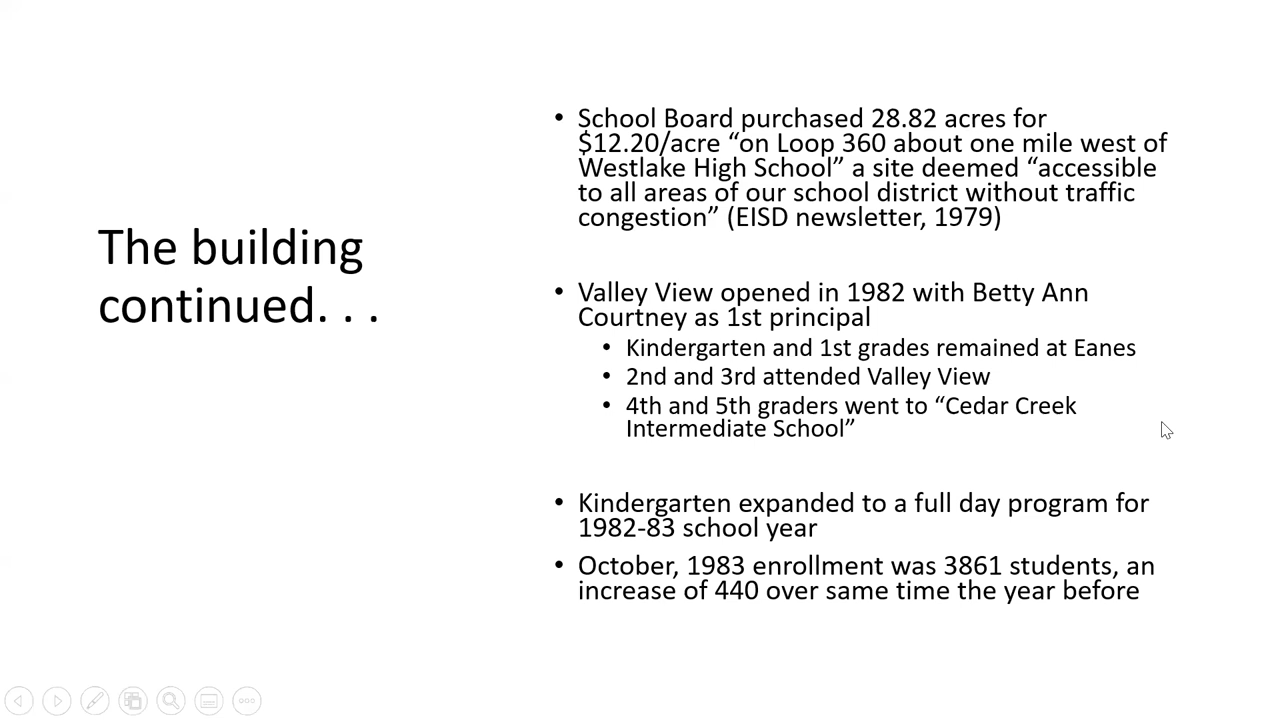 The building
continued. . .
• School Board purchased 28.82 acres for
$12.20/acre “on Loop 360 about one mile west of
Westlake High School” a site deemed “accessible
to all areas of our school district without traffic
congestion” (EISD newsletter, 1979)
• Valley View opened in 1982 with Betty Ann
Courtney as 1st principal
• Kindergarten and 1st grades remained at Eanes
• 2nd and 3rd attended Valley View
• 4th and 5th graders went to “Cedar Creek
Intermediate School”
• Kindergarten expanded to a full day program for
1982-83 school year
• October, 1983 enrollment was 3861 students, an
increase of 440 over same time the year before